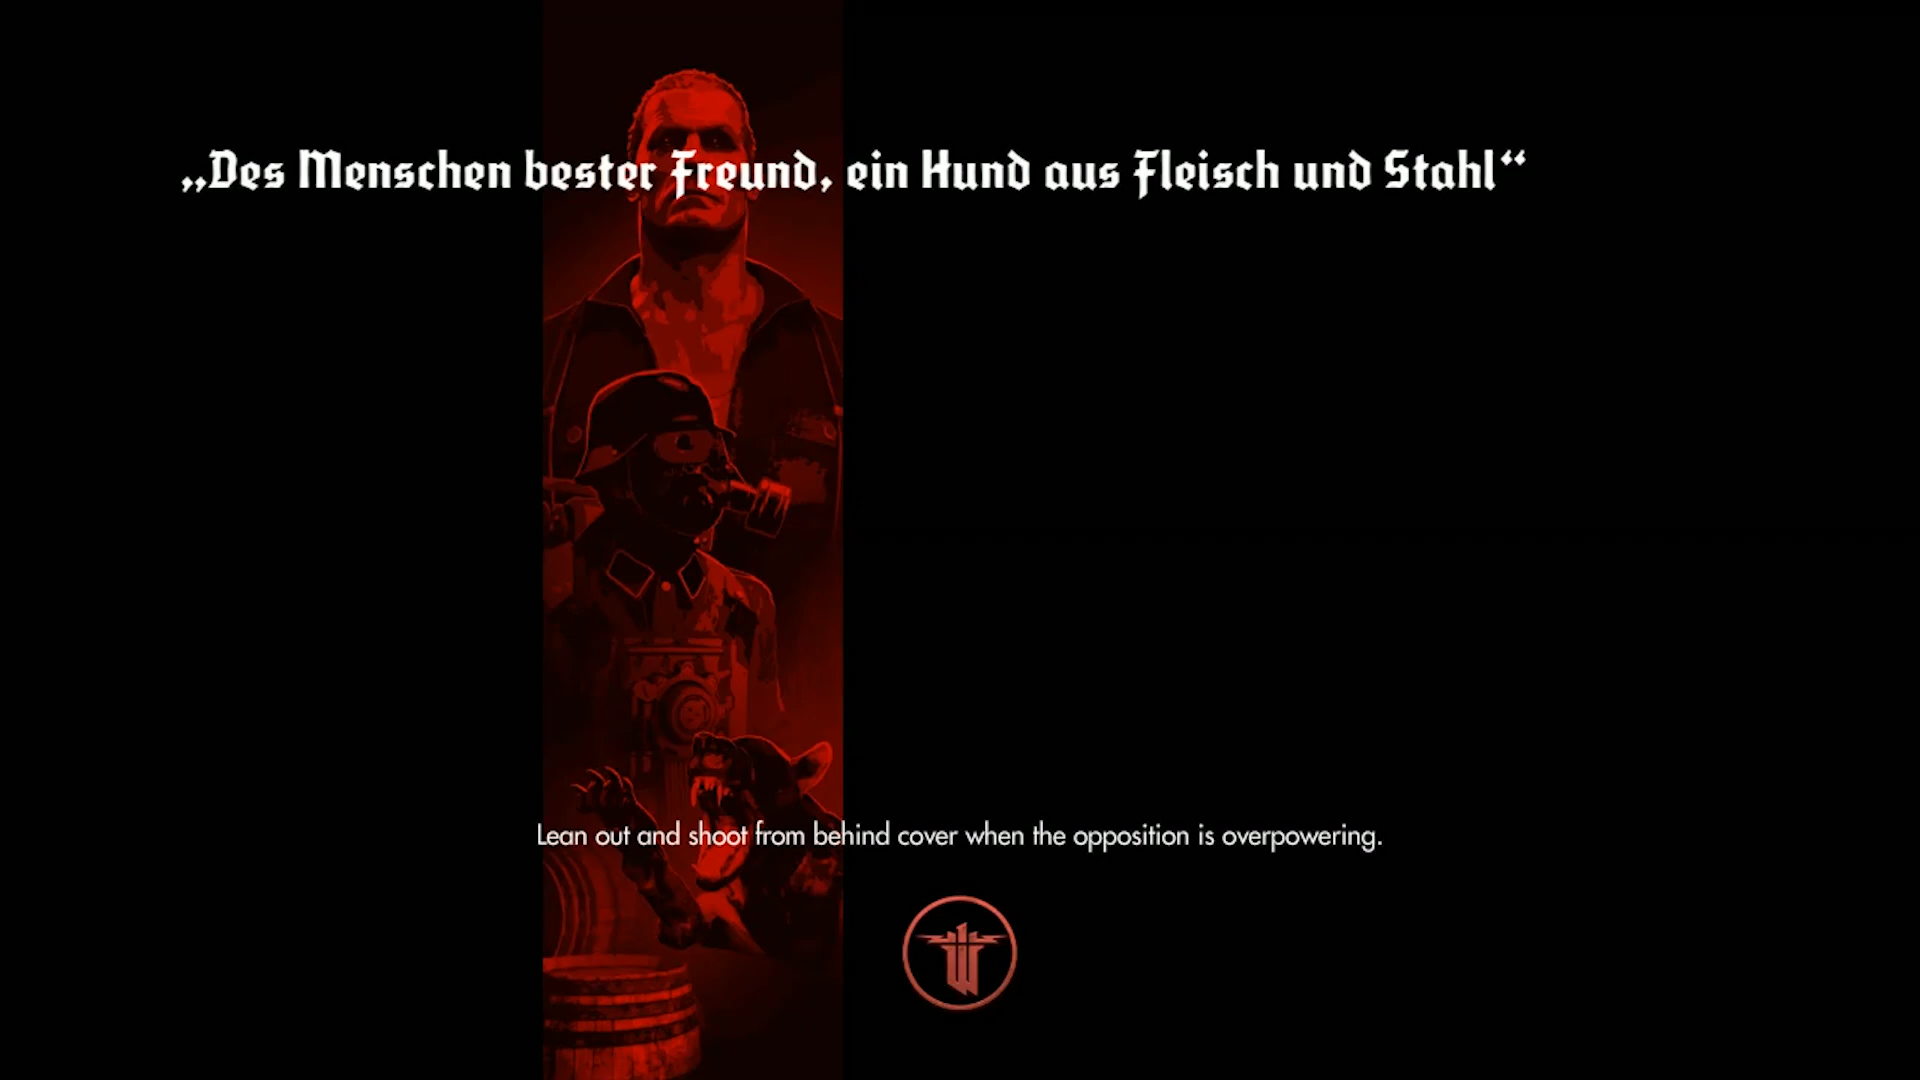 „Des Menschen bester Freund, ein Hund aus Fleisch und Stahl“
Lean out and shoot from behind cover when the opposition is overpowering.